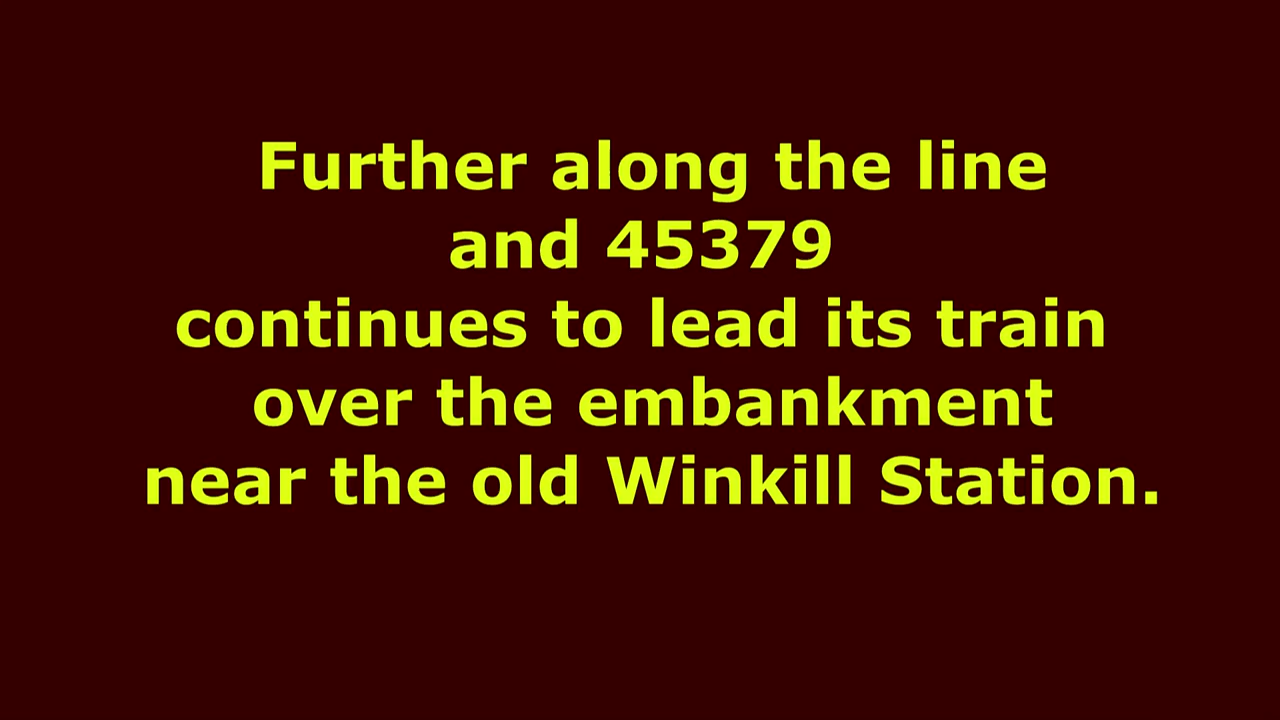 Further along the line
and 45379
continues to lead its train
over the embankment
near the old Winkill Station.